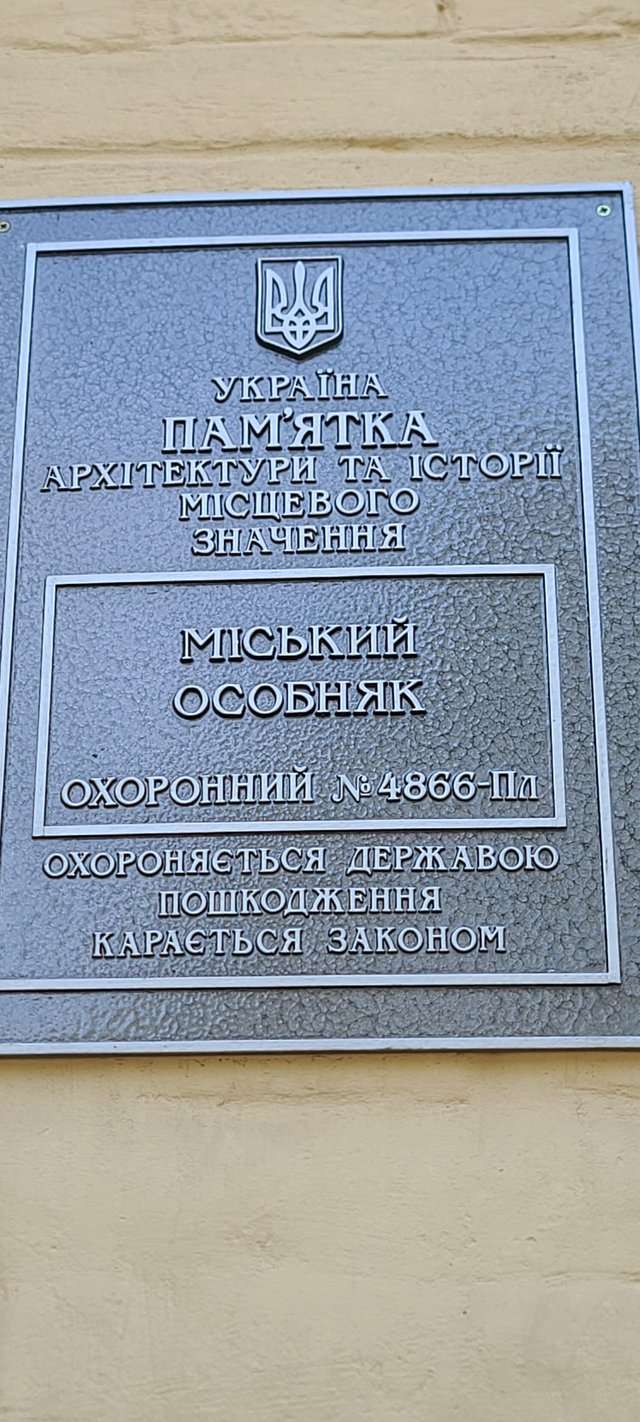 УКРАЇНА
ПАМ'ЯТКА
АРХІТЕКТУРИ ТА ІСТОРІЇ
МІСЦЕВОГО
ЗНАЧЕННЯ
МІСЬКИЙ
ОСОБНЯК
ОХОРОННИЙ №4866-Пл
ОХОРОНЯЄТЬСЯ ДЕРЖАВОЮ
ПОШКОДЖЕННЯ
КАРАЄТЬСЯ ЗАКОНОМ